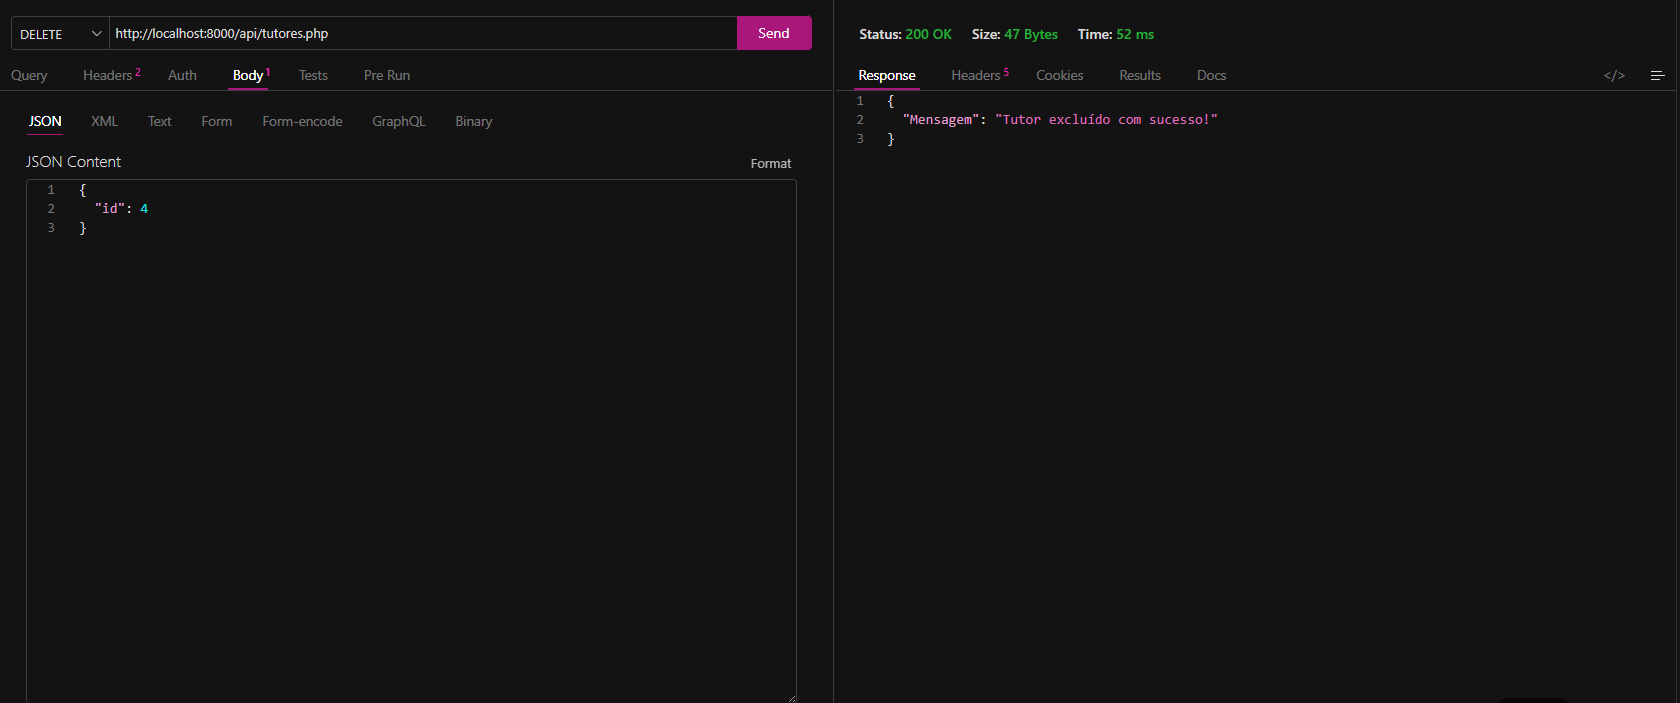 DELETE http://localhost:8000/api/tutores.php Send
Query Headers 2 Auth Body 1 Tests Pre Run
JSON XML Text Form Form-encode GraphQL Binary
JSON Content Format
1 {
2 "id": 4
3 }
Status: 200 OK Size: 47 Bytes Time: 52 ms
Response Headers 5 Cookies Results Docs </>
1 {
2 "Mensagem": "Tutor excluído com sucesso!"
3 }